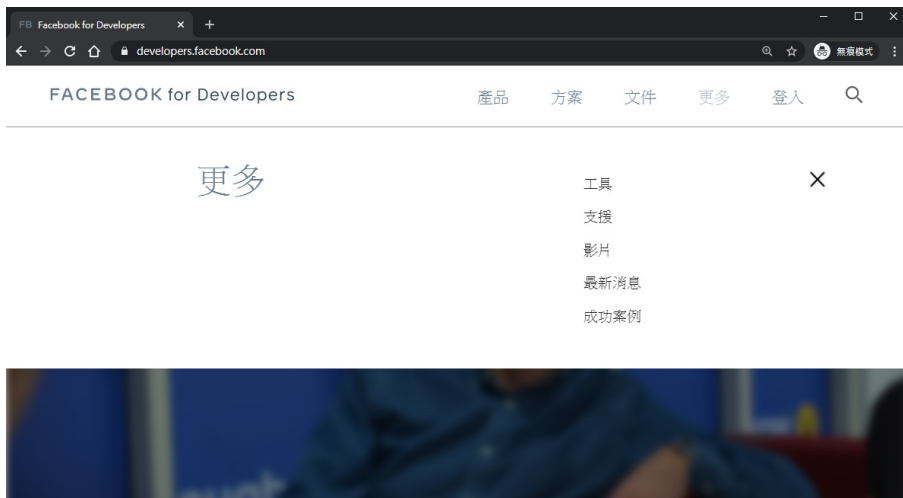 FB Facebook for Developers
developers.facebook.com
無痕模式
FACEBOOK for Developers
產品 方案 文件 更多 登入
更多
工具
支援
影片
最新消息
成功案例